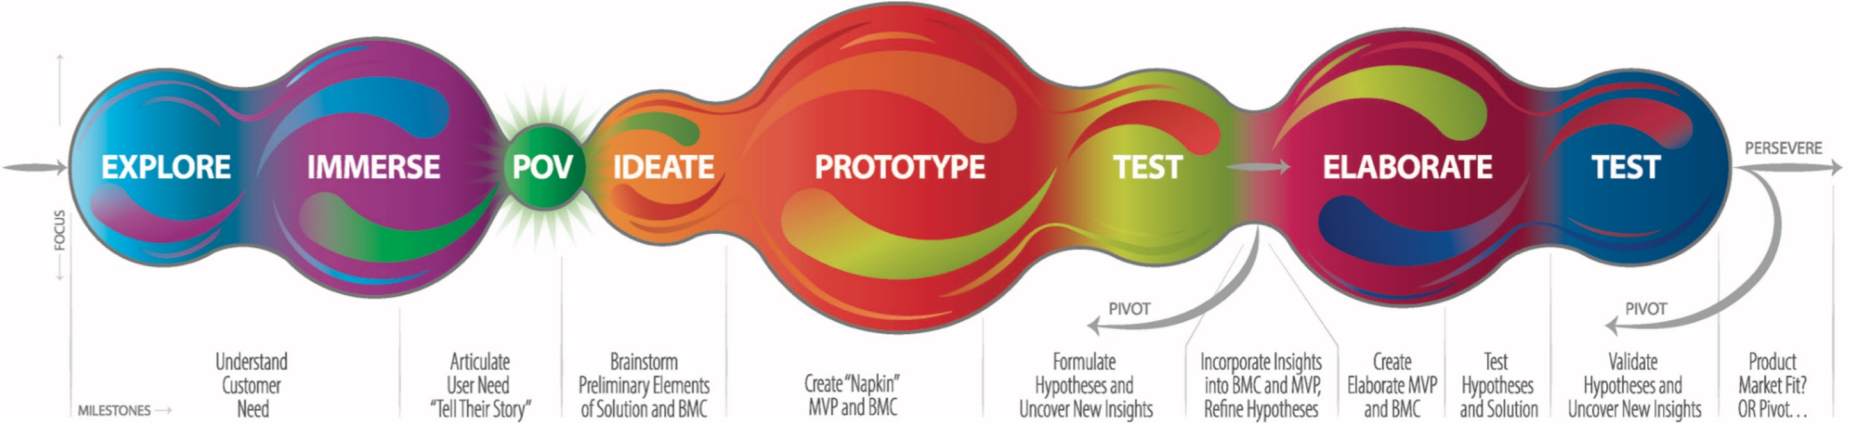 EXPLORE
IMMERSE
POV
IDEATE
PROTOTYPE
TEST
ELABORATE
TEST
PERSEVERE
FOCUS
PIVOT
PIVOT
MILESTONES
Understand
Customer
Need
Articulate
User Need
“Tell Their Story”
Brainstorm
Preliminary Elements
of Solution and BMC
Create “Napkin”
MVP and BMC
Formulate
Hypotheses and
Uncover New Insights
Incorporate Insights
into BMC and MVP,
Refine Hypotheses
Create
Elaborate MVP
and BMC
Test
Hypotheses
and Solution
Validate
Hypotheses and
Uncover New Insights
Product
Market Fit?
OR Pivot...